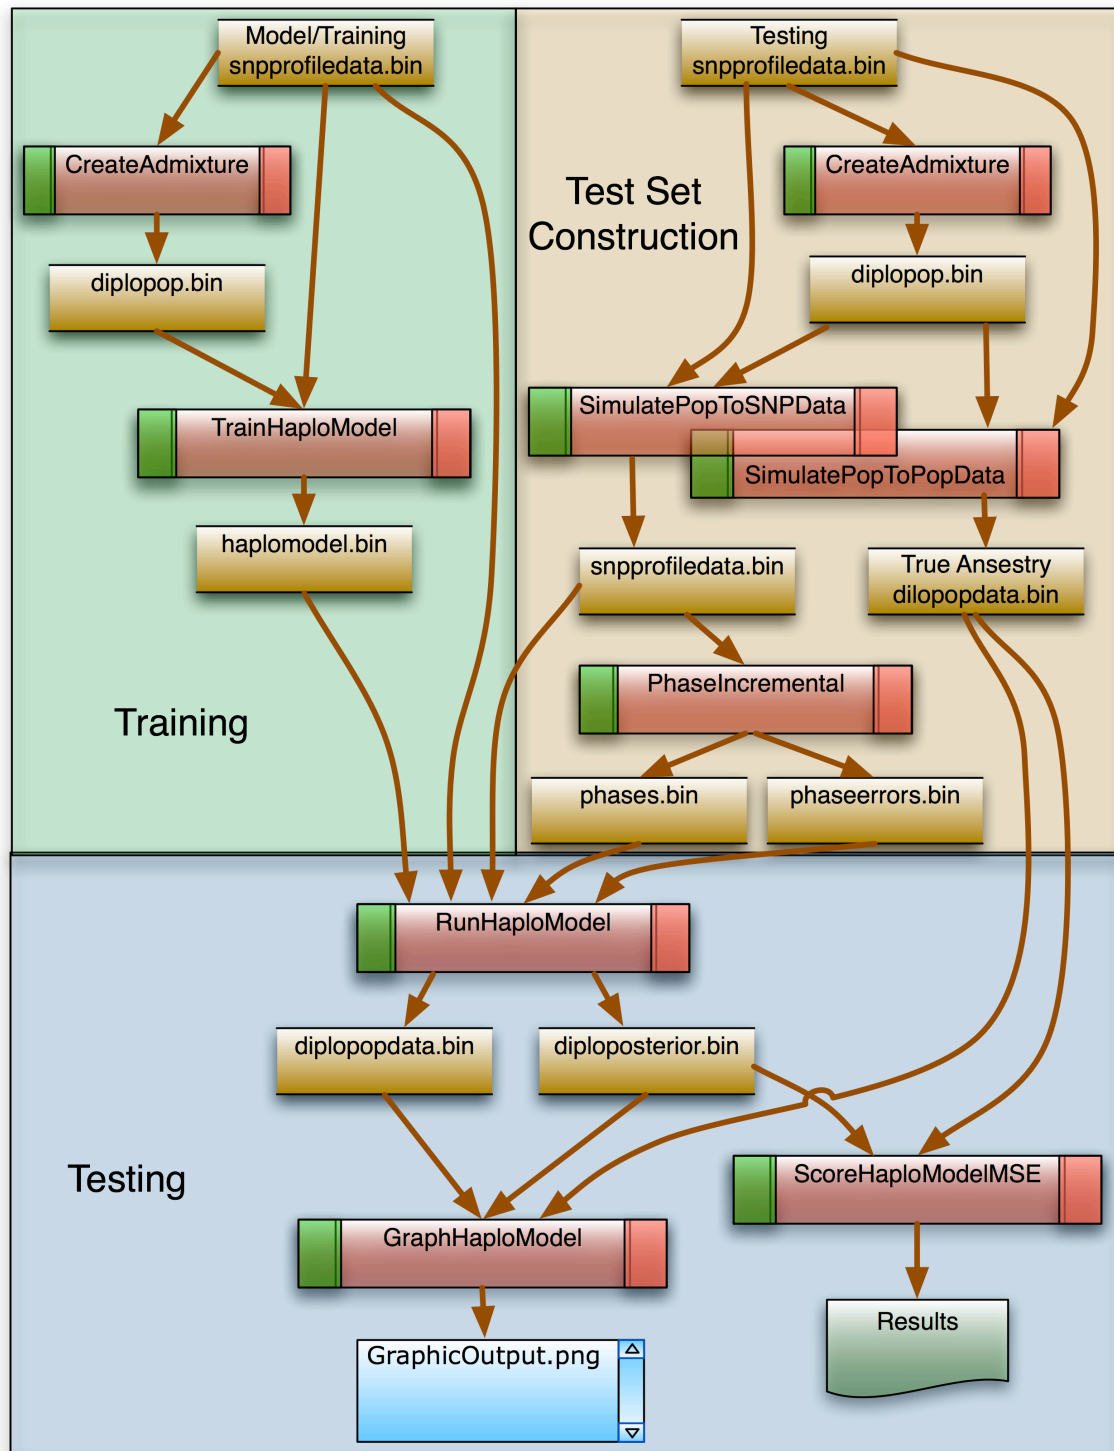 Model/Training
snpprofiledata.bin
CreateAdmixture
diplopop.bin
TrainHaploModel
haplomodel.bin
Training
Testing
snpprofiledata.bin
CreateAdmixture
Test Set
Construction
diplopop.bin
SimulatePopToSNPData
SimulatePopToPopData
snpprofiledata.bin
True Ansestry
dilopopdata.bin
PhaseIncremental
phases.bin
phaseerrors.bin
RunHaploModel
diplopopdata.bin
diploposterior.bin
Testing
ScoreHaploModelMSE
GraphHaploModel
Results
GraphicOutput.png